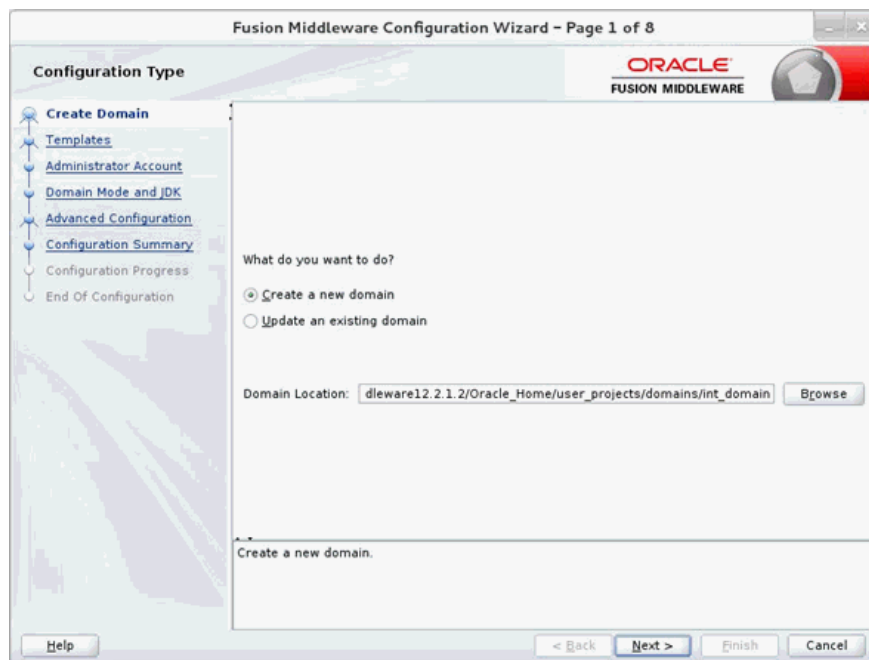 Fusion Middleware Configuration Wizard - Page 1 of 8
Configuration Type
ORACLE
FUSION MIDDLEWARE
Create Domain
Templates
Administrator Account
Domain Mode and JDK
Advanced Configuration
Configuration Summary
Configuration Progress
End Of Configuration
What do you want to do?
Create a new domain
Update an existing domain
Domain Location: dleware12.2.1.2/Oracle_Home/user_projects/domains/int_domain Browse
Create a new domain.
Help < Back Next > Finish Cancel